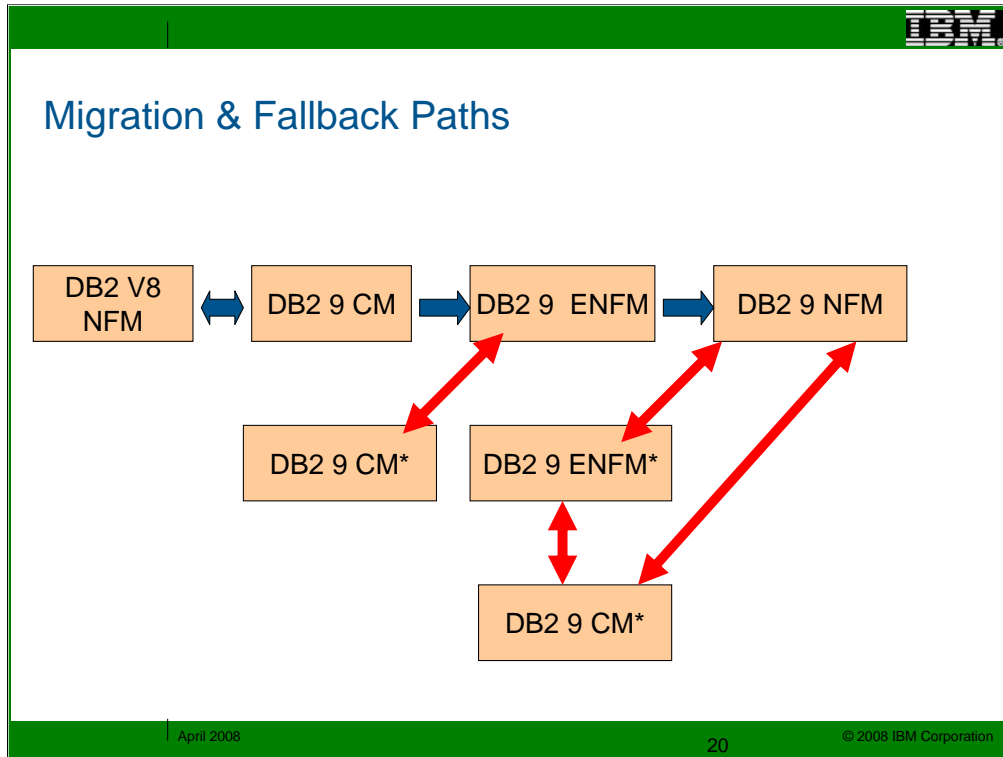 IBM®
Migration & Fallback Paths
DB2 V8
NFM
DB2 9 CM
DB2 9 ENFM
DB2 9 NFM
DB2 9 CM*
DB2 9 ENFM*
DB2 9 CM*
April 2008
20
© 2008 IBM Corporation